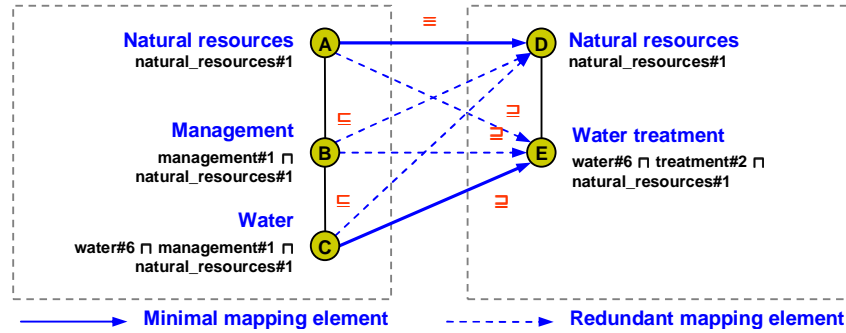 ≡
Natural resources A D Natural resources
natural_resources#1 natural_resources#1
⊒
⊑ ⊒
Management Water treatment
B E
management#1 ⊓ water#6 ⊓ treatment#2 ⊓
natural_resources#1 natural_resources#1
⊑ ⊒
Water
C
water#6 ⊓ management#1 ⊓
natural_resources#1
Minimal mapping element Redundant mapping element